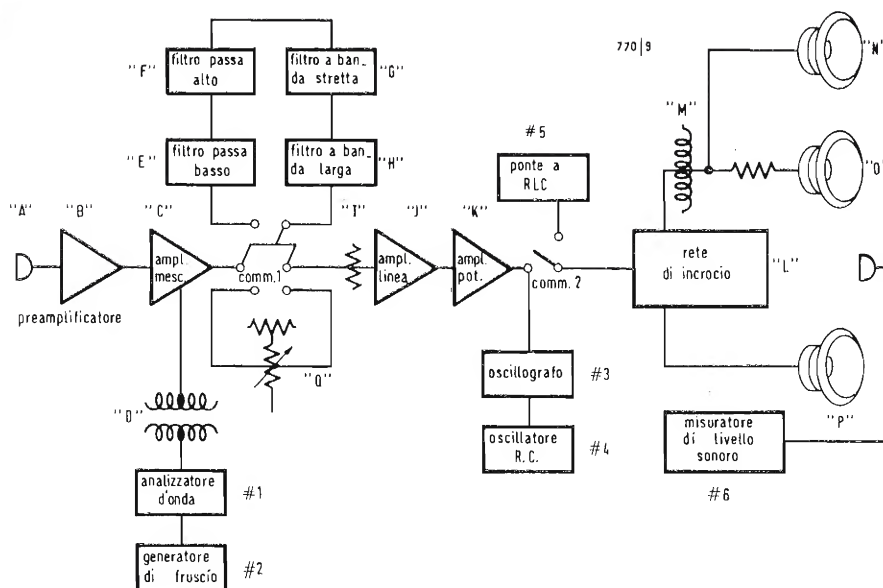 770|9
"F"
filtro passa
alto
filtro a ban_
da stretta
"G"
"N"
"M"
#5
"E"
filtro passa
basso
filtro a ban_
da larga
"H"
ponte a
RLC
"O"
"A"
"B"
"C"
"I"
"J"
"K"
ampl.
mesc.
comm.1
ampl.
linea
ampl.
pot.
comm. 2
rete
di incrocio
"L"
preamplificatore
"Q"
oscillografo
#3
"D"
"P"
oscillatore
R.C.
#4
misuratore
di livello
sonoro
#6
analizzatore
d'onda
#1
generatore
di fruscío
#2